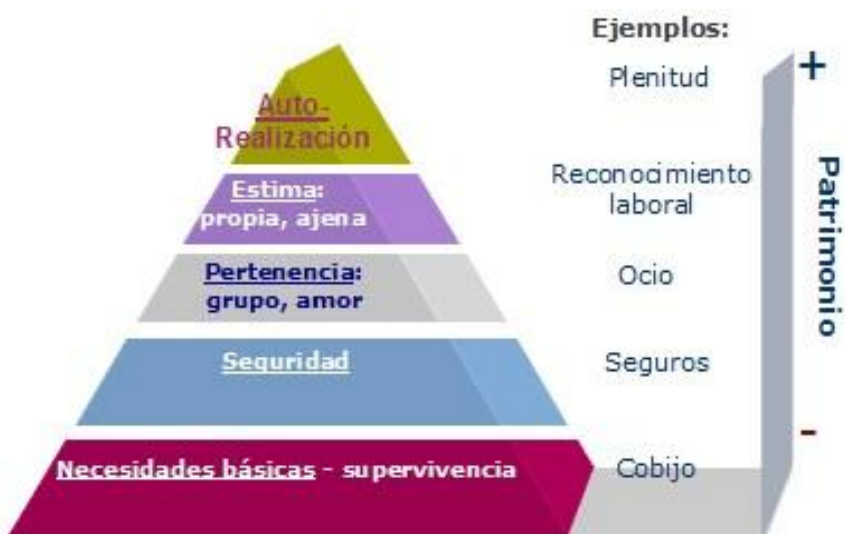 Ejemplos:
Auto-
Realización
Plenitud
Estima:
propia, ajena
Reconocimiento
laboral
Pertenencia:
grupo, amor
Ocio
Seguridad
Seguros
Necesidades básicas - supervivencia
Cobijo
+
Patrimonio
-